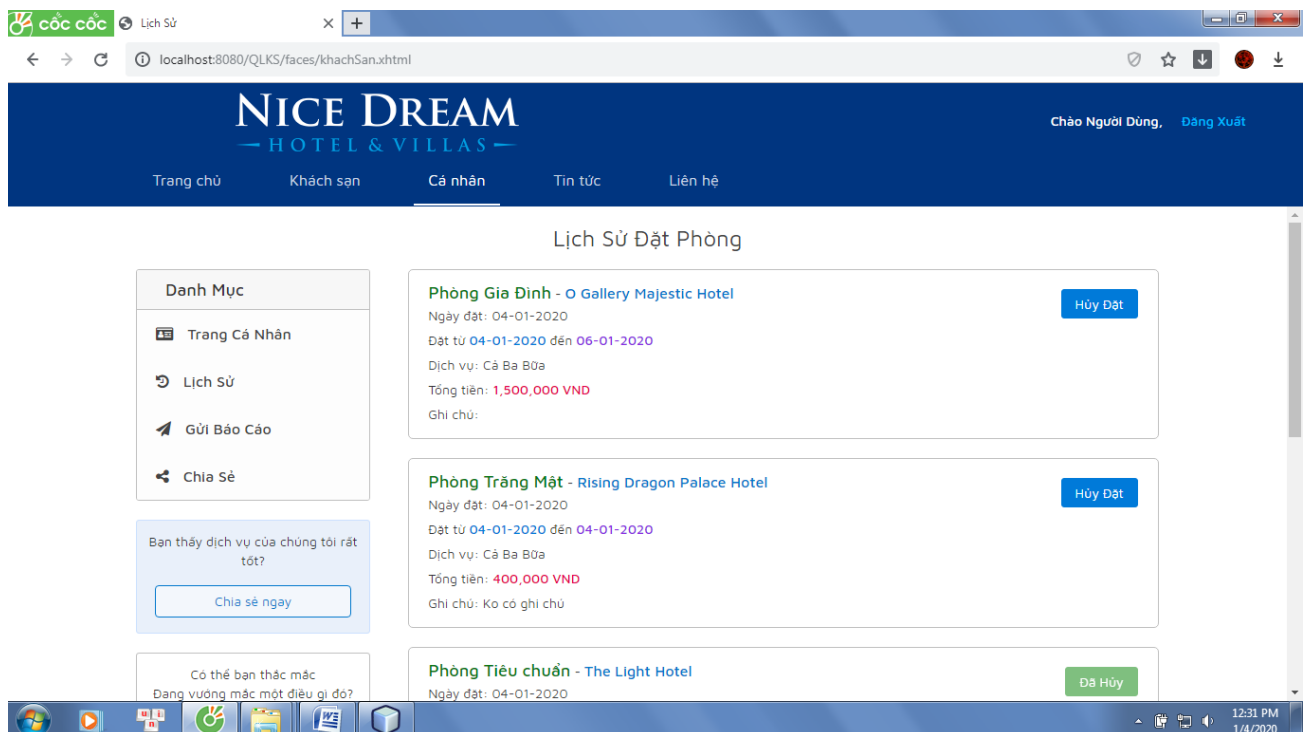 cốc cốc
Lịch Sử
localhost:8080/QLKS/faces/khachSan.xhtml
NICE DREAM
HOTEL & VILLAS
Chào Người Dùng, Đăng Xuất
Trang chủ Khách sạn Cá nhân Tin tức Liên hệ
Lịch Sử Đặt Phòng
Danh Mục
Trang Cá Nhân
Lịch Sử
Gửi Báo Cáo
Chia Sẻ
Bạn thấy dịch vụ của chúng tôi rất
tốt?
Chia sẻ ngay
Có thể bạn thắc mắc
Đang vướng mắc một điều gì đó?
Phòng Gia Đình - O Gallery Majestic Hotel
Hủy Đặt
Ngày đặt: 04-01-2020
Đặt từ 04-01-2020 đến 06-01-2020
Dịch vụ: Cả Ba Bữa
Tổng tiền: 1,500,000 VND
Ghi chú:
Phòng Trăng Mật - Rising Dragon Palace Hotel
Hủy Đặt
Ngày đặt: 04-01-2020
Đặt từ 04-01-2020 đến 04-01-2020
Dịch vụ: Cả Ba Bữa
Tổng tiền: 400,000 VND
Ghi chú: Ko có ghi chú
Phòng Tiêu chuẩn - The Light Hotel
Đã Hủy
Ngày đặt: 04-01-2020
12:31 PM
1/4/2020